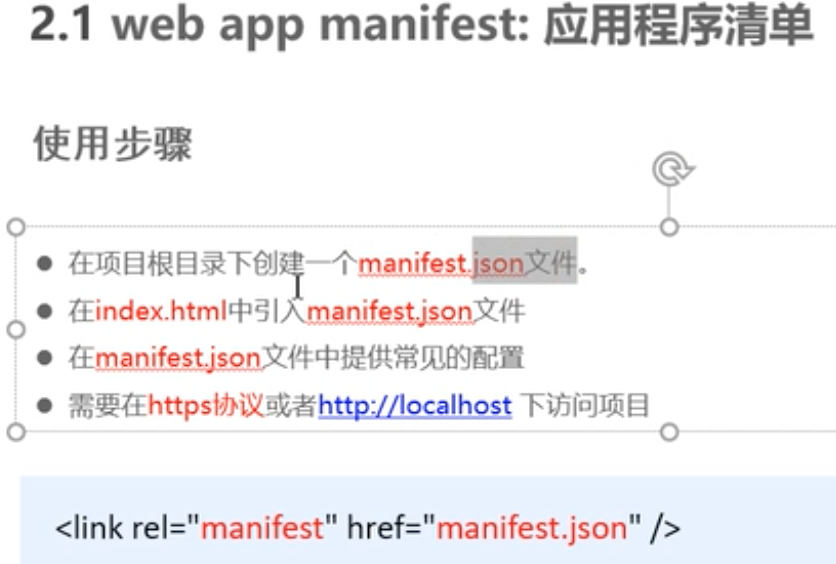 2.1 web app manifest: 应用程序清单
使用步骤
● 在项目根目录下创建一个manifest.json文件。
● 在index.html中引入manifest.json文件
● 在manifest.json文件中提供常见的配置
● 需要在https协议或者http://localhost 下访问项目
<link rel="manifest" href="manifest.json" />